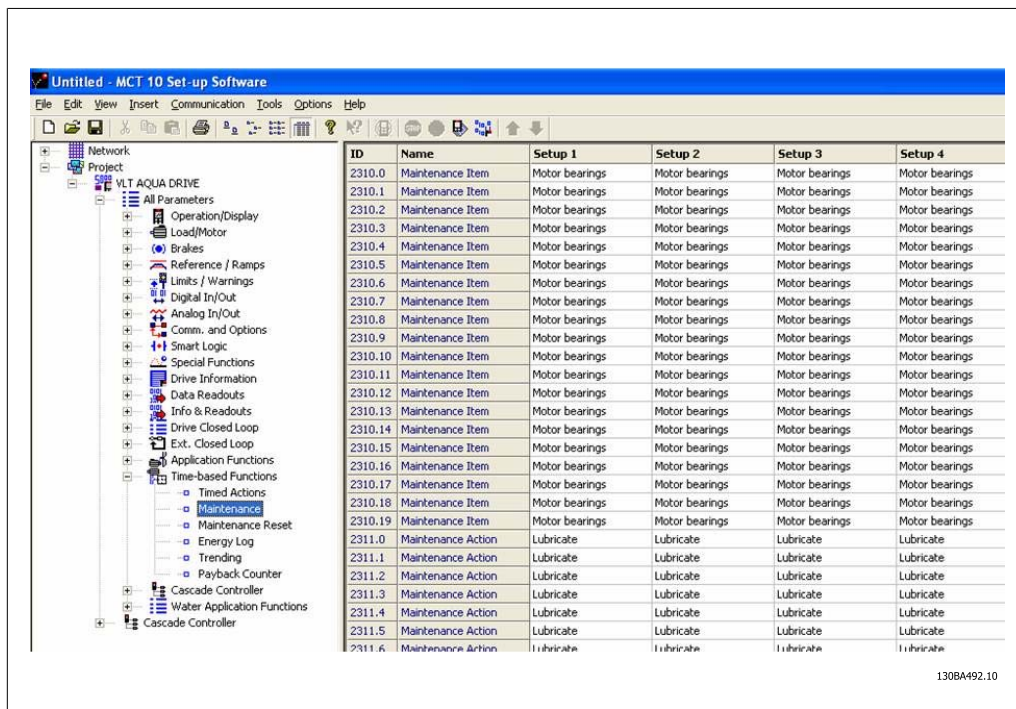 Untitled - MCT 10 Set-up Software
File Edit View Insert Communication Tools Options Help
Network
Project
VLT AQUA DRIVE
All Parameters
Operation/Display
Load/Motor
Brakes
Reference / Ramps
Limits / Warnings
Digital In/Out
Analog In/Out
Comm. and Options
Smart Logic
Special Functions
Drive Information
Data Readouts
Info & Readouts
Drive Closed Loop
Ext. Closed Loop
Application Functions
Time-based Functions
Timed Actions
Maintenance
Maintenance Reset
Energy Log
Trending
Payback Counter
Cascade Controller
Water Application Functions
Cascade Controller
ID Name Setup 1 Setup 2 Setup 3 Setup 4
2310.0 Maintenance Item Motor bearings Motor bearings Motor bearings Motor bearings
2310.1 Maintenance Item Motor bearings Motor bearings Motor bearings Motor bearings
2310.2 Maintenance Item Motor bearings Motor bearings Motor bearings Motor bearings
2310.3 Maintenance Item Motor bearings Motor bearings Motor bearings Motor bearings
2310.4 Maintenance Item Motor bearings Motor bearings Motor bearings Motor bearings
2310.5 Maintenance Item Motor bearings Motor bearings Motor bearings Motor bearings
2310.6 Maintenance Item Motor bearings Motor bearings Motor bearings Motor bearings
2310.7 Maintenance Item Motor bearings Motor bearings Motor bearings Motor bearings
2310.8 Maintenance Item Motor bearings Motor bearings Motor bearings Motor bearings
2310.9 Maintenance Item Motor bearings Motor bearings Motor bearings Motor bearings
2310.10 Maintenance Item Motor bearings Motor bearings Motor bearings Motor bearings
2310.11 Maintenance Item Motor bearings Motor bearings Motor bearings Motor bearings
2310.12 Maintenance Item Motor bearings Motor bearings Motor bearings Motor bearings
2310.13 Maintenance Item Motor bearings Motor bearings Motor bearings Motor bearings
2310.14 Maintenance Item Motor bearings Motor bearings Motor bearings Motor bearings
2310.15 Maintenance Item Motor bearings Motor bearings Motor bearings Motor bearings
2310.16 Maintenance Item Motor bearings Motor bearings Motor bearings Motor bearings
2310.17 Maintenance Item Motor bearings Motor bearings Motor bearings Motor bearings
2310.18 Maintenance Item Motor bearings Motor bearings Motor bearings Motor bearings
2310.19 Maintenance Item Motor bearings Motor bearings Motor bearings Motor bearings
2311.0 Maintenance Action Lubricate Lubricate Lubricate Lubricate
2311.1 Maintenance Action Lubricate Lubricate Lubricate Lubricate
2311.2 Maintenance Action Lubricate Lubricate Lubricate Lubricate
2311.3 Maintenance Action Lubricate Lubricate Lubricate Lubricate
2311.4 Maintenance Action Lubricate Lubricate Lubricate Lubricate
2311.5 Maintenance Action Lubricate Lubricate Lubricate Lubricate
2311.6 Maintenance Action Lubricate Lubricate Lubricate Lubricate
130BA492.10